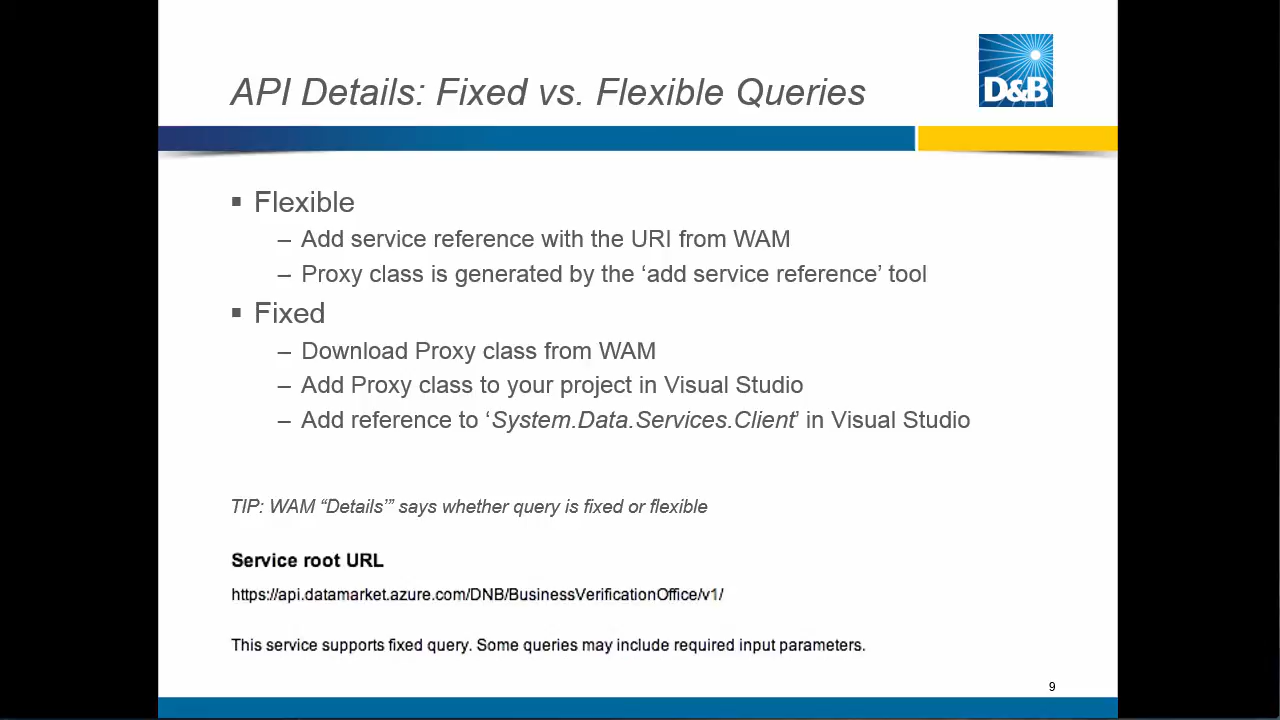 API Details: Fixed vs. Flexible Queries
D&B
▪ Flexible
– Add service reference with the URI from WAM
– Proxy class is generated by the ‘add service reference’ tool
▪ Fixed
– Download Proxy class from WAM
– Add Proxy class to your project in Visual Studio
– Add reference to ‘System.Data.Services.Client’ in Visual Studio
TIP: WAM “Details’” says whether query is fixed or flexible
Service root URL
https://api.datamarket.azure.com/DNB/BusinessVerificationOffice/v1/
This service supports fixed query. Some queries may include required input parameters.
9